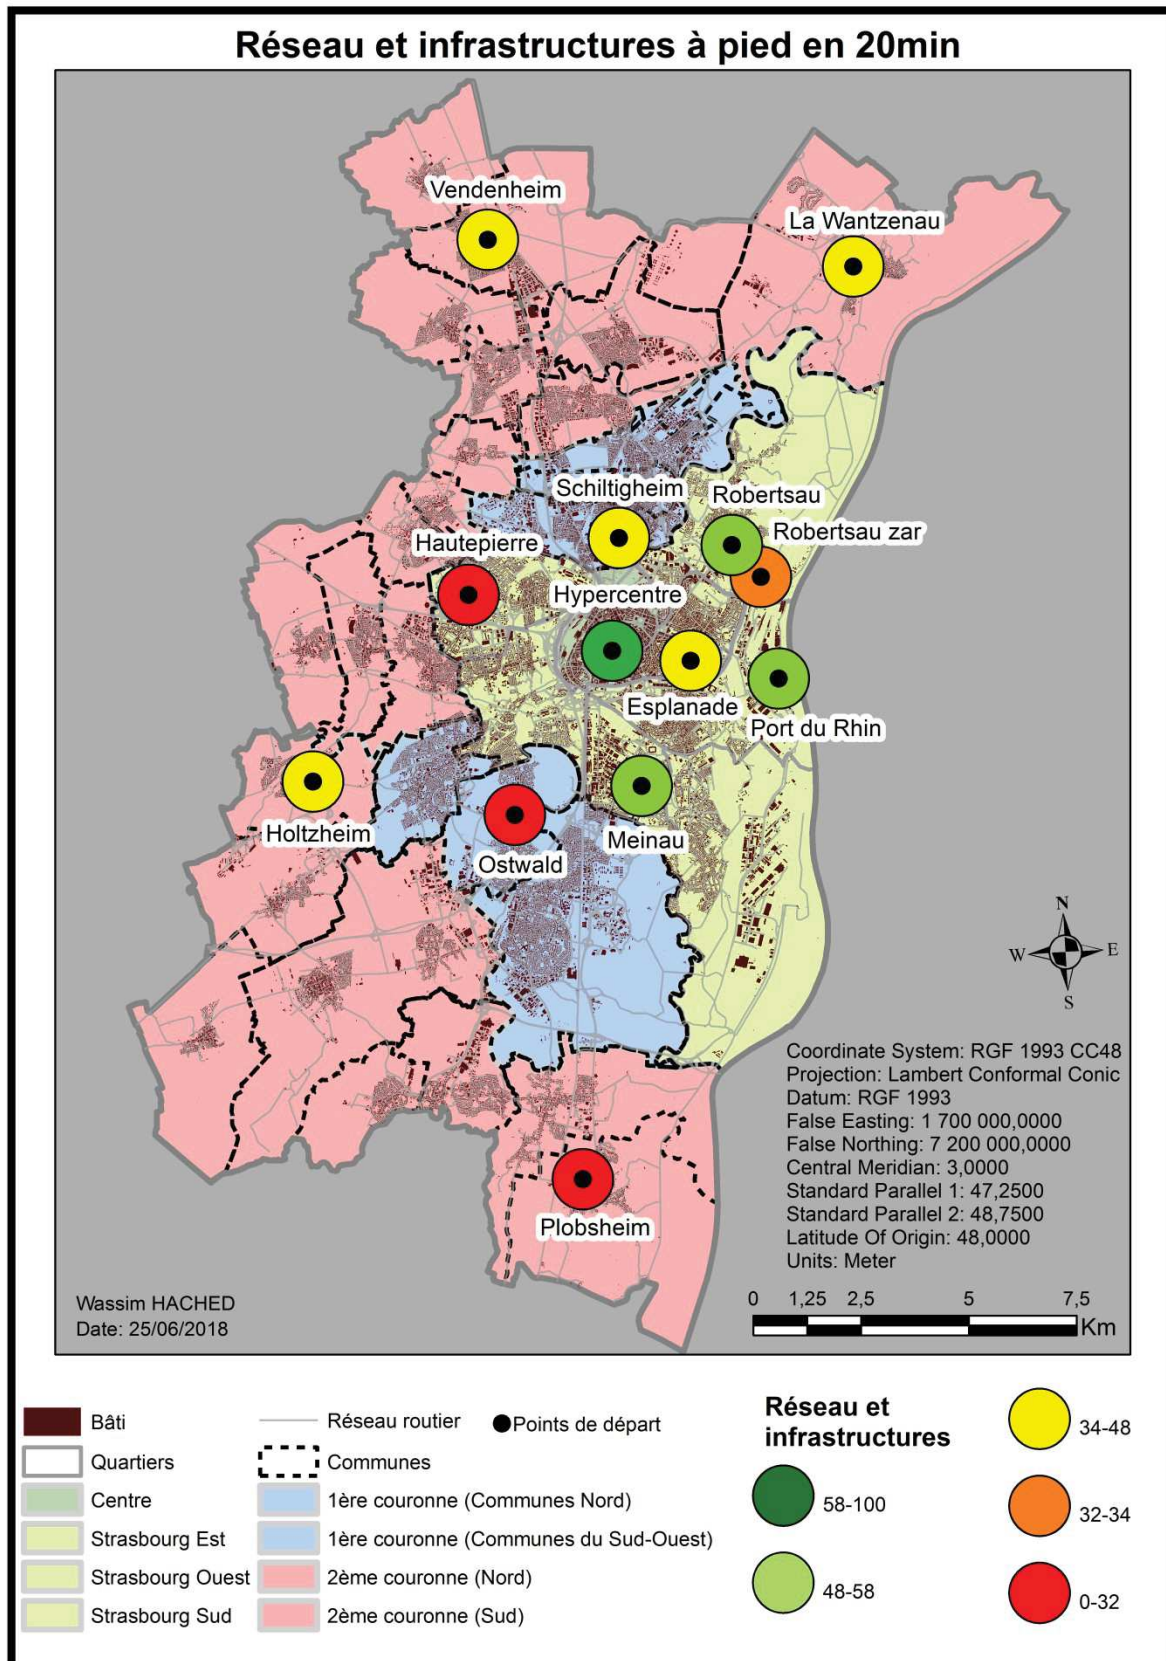 Réseau et infrastructures à pied en 20min
Vendenheim
La Wantzenau
Schiltigheim
Robertsau
Hautepierre
Robertsau zar
Hypercentre
Esplanade
Port du Rhin
Holtzheim
Meinau
Ostwald
N
W E
S
Plobsheim
Coordinate System: RGF 1993 CC48
Projection: Lambert Conformal Conic
Datum: RGF 1993
False Easting: 1 700 000,0000
False Northing: 7 200 000,0000
Central Meridian: 3,0000
Standard Parallel 1: 47,2500
Standard Parallel 2: 48,7500
Latitude Of Origin: 48,0000
Units: Meter
Wassim HACHED
Date: 25/06/2018
0 1,25 2,5 5 7,5
Km
Bâti
Quartiers
Centre
Strasbourg Est
Strasbourg Ouest
Strasbourg Sud
Réseau routier
Points de départ
Communes
1ère couronne (Communes Nord)
1ère couronne (Communes du Sud-Ouest)
2ème couronne (Nord)
2ème couronne (Sud)
Réseau et
infrastructures
58-100
48-58
34-48
32-34
0-32